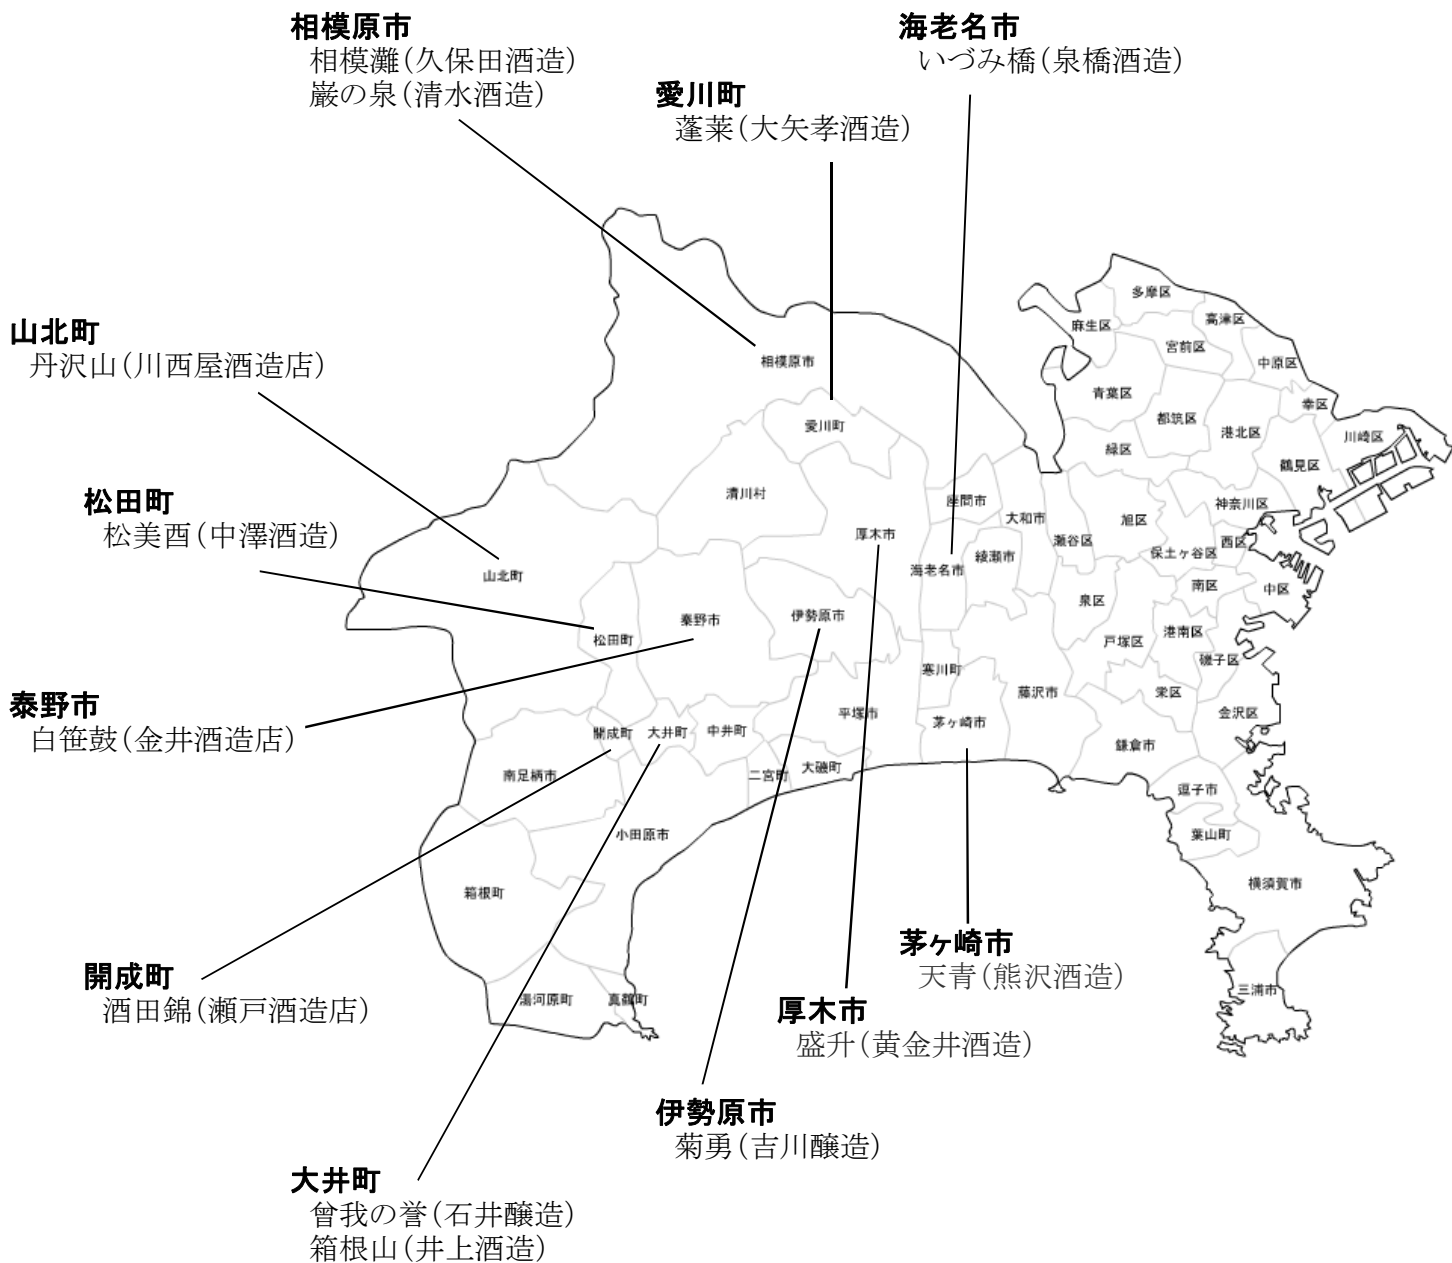 相模原市
相模灘(久保田酒造)
巌の泉(清水酒造)
海老名市
いづみ橋(泉橋酒造)
愛川町
蓬莱(大矢孝酒造)
山北町
丹沢山(川西屋酒造店)
松田町
松美酉(中澤酒造)
泰野市
白笹鼓(金井酒造店)
開成町
酒田錦(瀬戸酒造店)
大井町
曾我の誉(石井醸造)
箱根山(井上酒造)
伊勢原市
菊勇(吉川醸造)
厚木市
盛升(黄金井酒造)
茅ヶ崎市
天青(熊沢酒造)
多摩区
麻生区
高津区
宮前区
中原区
相模原市
青葉区
幸区
都筑区
愛川町
港北区
川崎区
緑区
鶴見区
清川村
座間市
神奈川区
大和市
旭区
厚木市
瀬谷区
西区
保土ヶ谷区
綾瀬市
海老名市
山北町
南区
中区
泉区
秦野市
伊勢原市
松田町
港南区
戸塚区
磯子区
寒川町
藤沢市
栄区
平塚市
金沢区
茅ヶ崎市
開成町
大井町
中井町
鎌倉市
南足柄市
二宮町
大磯町
逗子市
小田原市
葉山町
横須賀市
箱根町
三浦市
湯河原町
真鶴町